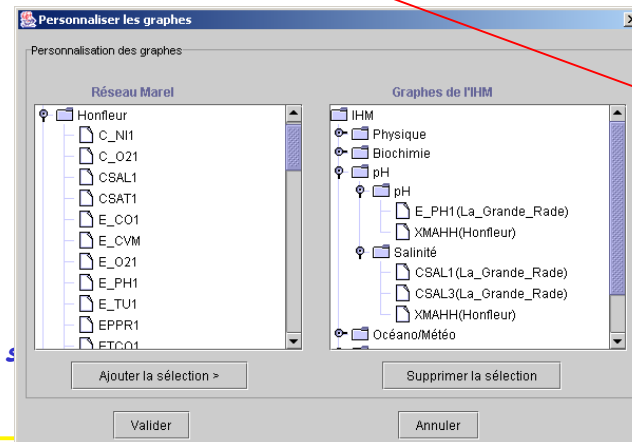 Personnaliser les graphes
Personnalisation des graphes
Réseau Marel
Honfleur
C_NI1
C_O21
CSAL1
CSAT1
E_CO1
E_CVM
E_O21
E_PH1
E_TU1
EPPR1
ETCO1
Graphes de l'IHM
IHM
Physique
Biochimie
pH
pH
E_PH1(La_Grande_Rade)
XMAHH(Honfleur)
Salinité
CSAL1(La_Grande_Rade)
CSAL3(La_Grande_Rade)
XMAHH(Honfleur)
Océano/Météo
s
Ajouter la sélection >
Supprimer la sélection
Valider
Annuler